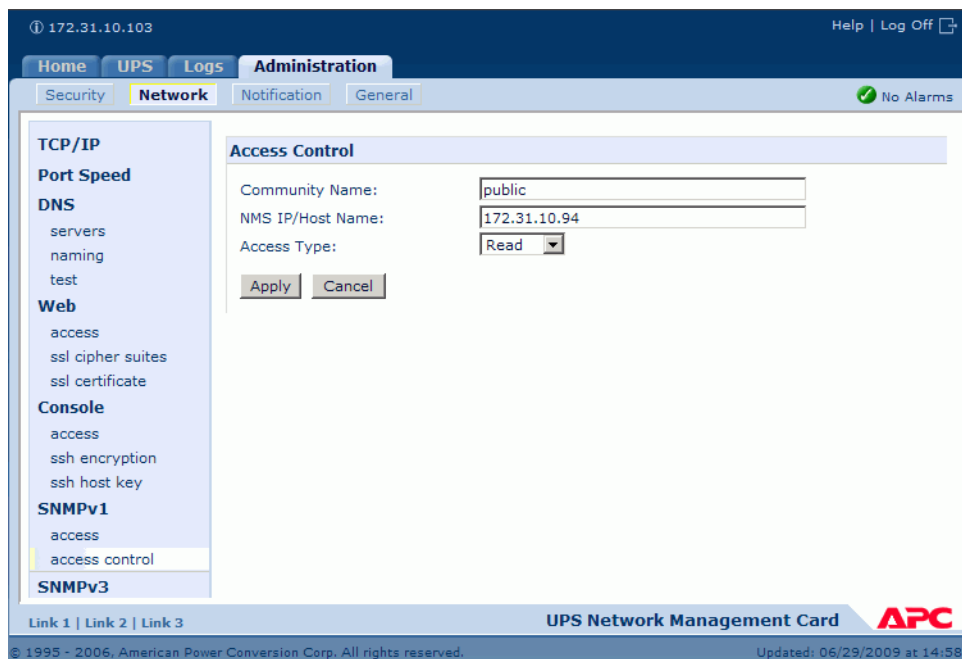 172.31.10.103
Help | Log Off
Home UPS Logs Administration
Security Network Notification General
No Alarms
TCP/IP
Port Speed
DNS
servers
naming
test
Web
access
ssl cipher suites
ssl certificate
Console
access
ssh encryption
ssh host key
SNMPv1
access
access control
SNMPv3
Access Control
Community Name: public
NMS IP/Host Name: 172.31.10.94
Access Type: Read
Apply Cancel
Link 1 | Link 2 | Link 3
UPS Network Management Card
APC
© 1995 - 2006, American Power Conversion Corp. All rights reserved.
Updated: 06/29/2009 at 14:58